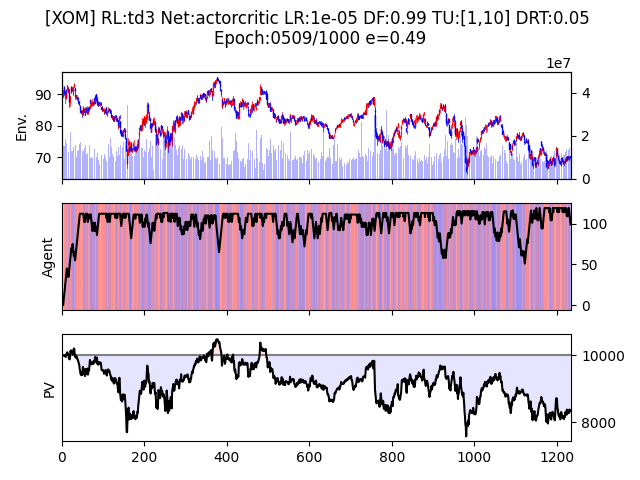 [XOM] RL:td3 Net:actorcritic LR:1e-05 DF:0.99 TU:[1,10] DRT:0.05
Epoch:0509/1000 e=0.49
1e7
Env.
90
80
70
4
2
0
Agent
100
50
0
PV
10000
8000
0 200 400 600 800 1000 1200